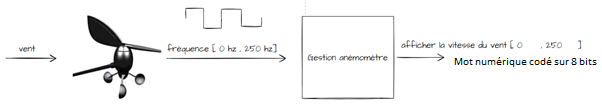 vent
fréquence [ 0 hz , 250 hz]
Gestion anémomètre
afficher la vitesse du vent [ 0 , 250 ]
Mot numérique codé sur 8 bits